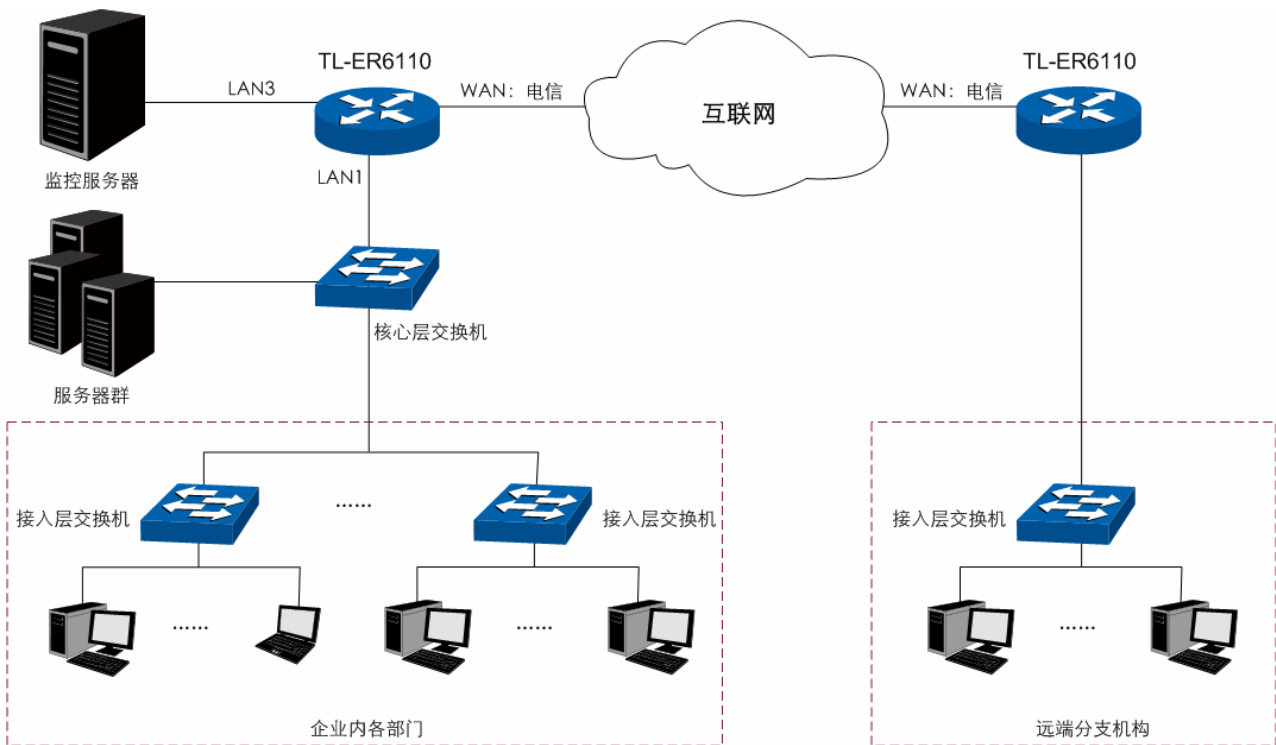 TL-ER6110
TL-ER6110
LAN3
WAN：电信
WAN：电信
互联网
监控服务器
LAN1
核心层交换机
服务器群
接入层交换机
……
接入层交换机
接入层交换机
……
……
……
企业内各部门
远端分支机构